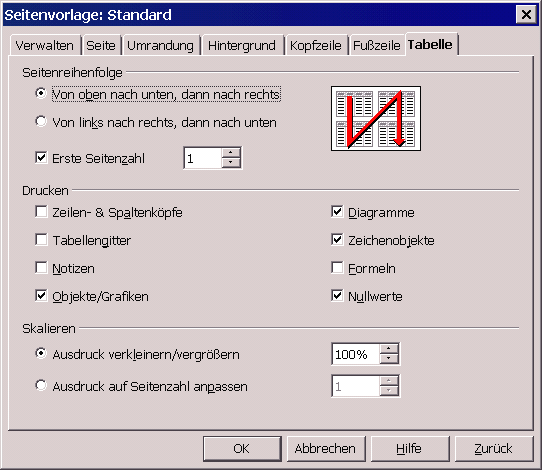 Seitenvorlage: Standard
Verwalten Seite Umrandung Hintergrund Kopfzeile Fußzeile Tabelle
Seitenreihenfolge
Von oben nach unten, dann nach rechts
Von links nach rechts, dann nach unten
Erste Seitenzahl 1
Drucken
Zeilen- & Spaltenköpfe Diagramme
Tabellengitter Zeichenobjekte
Notizen Formeln
Objekte/Grafiken Nullwerte
Skalieren
Ausdruck verkleinern/vergrößern 100%
Ausdruck auf Seitenzahl anpassen 1
OK Abbrechen Hilfe Zurück